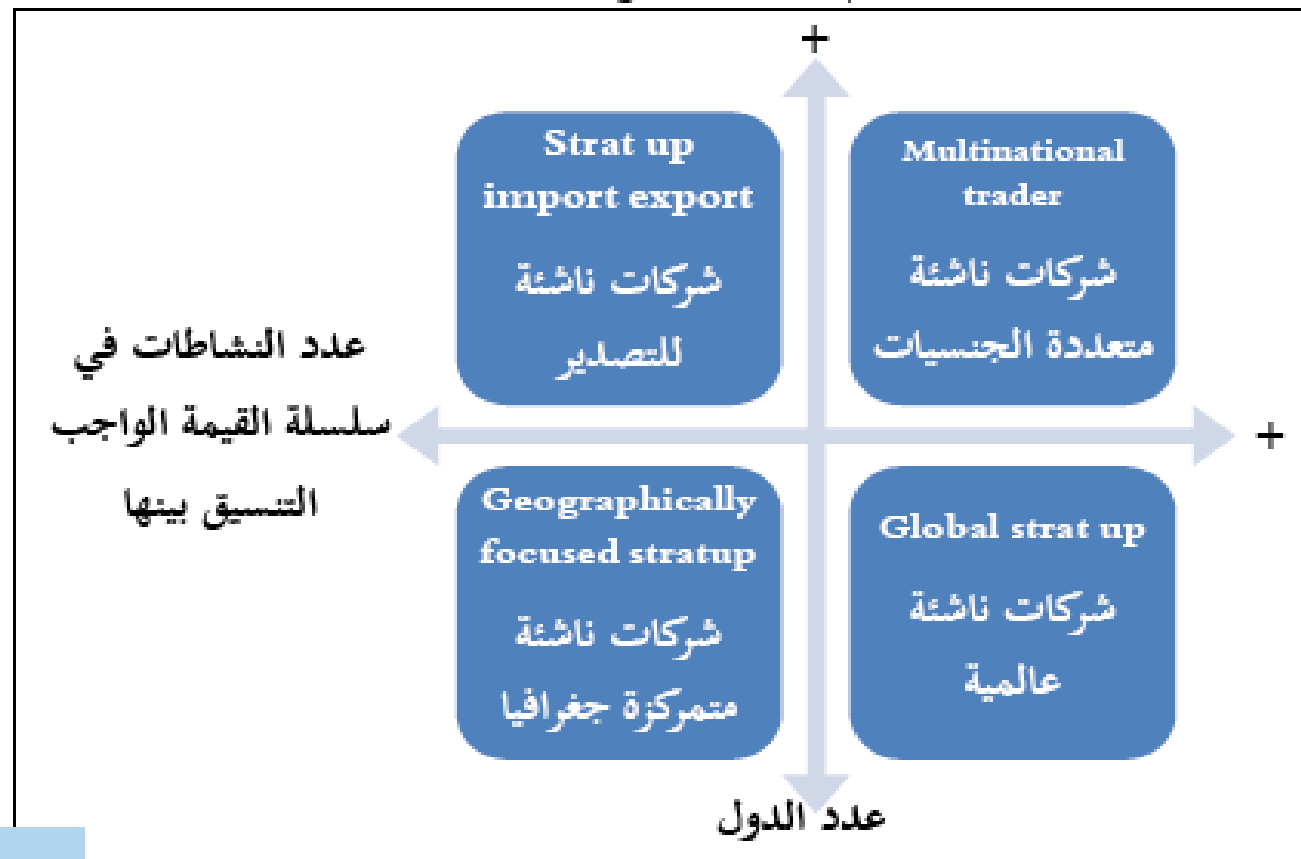 +
Strat up
import export
شركات ناشئة
للتصدير
Multinational
trader
شركات ناشئة
متعددة الجنسيات
عدد النشاطات في
سلسلة القيمة الواجب
التنسيق بينها
+
Geographically
focused stratup
شركات ناشئة
متمركزة جغرافيا
Global strat up
شركات ناشئة
عالمية
عدد الدول